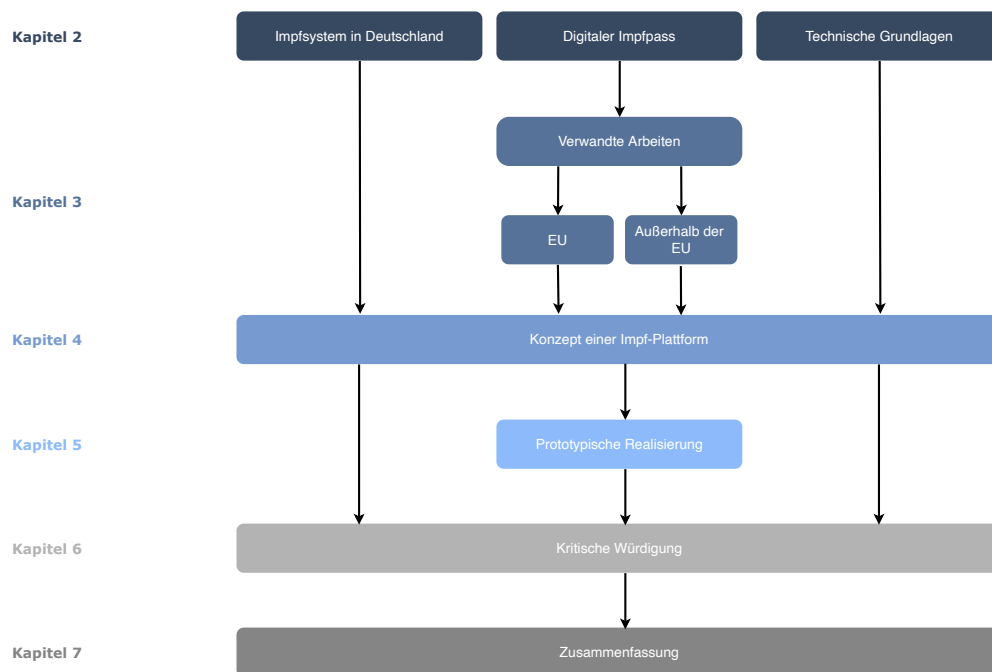 Kapitel 2
Impfsystem in Deutschland
Digitaler Impfpass
Technische Grundlagen
Verwandte Arbeiten
Kapitel 3
EU
Außerhalb der
EU
Kapitel 4
Konzept einer Impf-Plattform
Kapitel 5
Prototypische Realisierung
Kapitel 6
Kritische Würdigung
Kapitel 7
Zusammenfassung